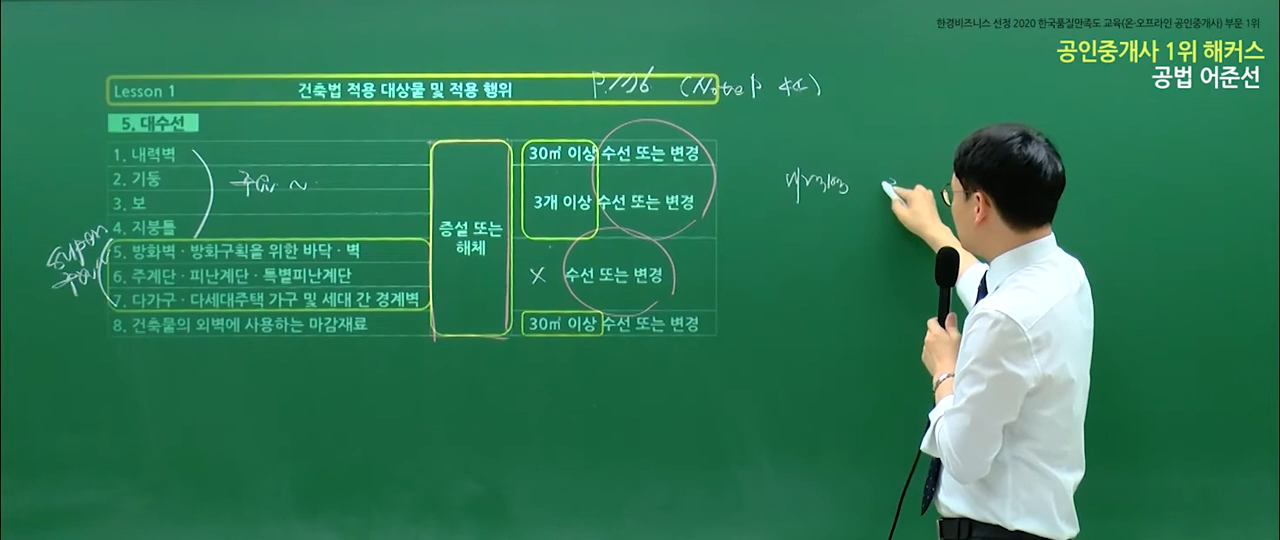 한경비즈니스 선정 2020 한국품질만족도 교육(온·오프라인 공인중개사) 부문 1위
공인중개사 1위 해커스
공법 어준선
Lesson 1 건축법 적용 대상물 및 적용 행위
5. 대수선
1. 내력벽
2. 기둥
3. 보
4. 지붕틀
5. 방화벽·방화구획을 위한 바닥·벽
6. 주계단·피난계단·특별피난계단
7. 다가구·다세대주택 가구 및 세대 간 경계벽
8. 건축물의 외벽에 사용하는 마감재료
증설 또는
해체
30㎡ 이상 수선 또는 변경
3개 이상 수선 또는 변경
X 수선 또는 변경
30㎡ 이상 수선 또는 변경